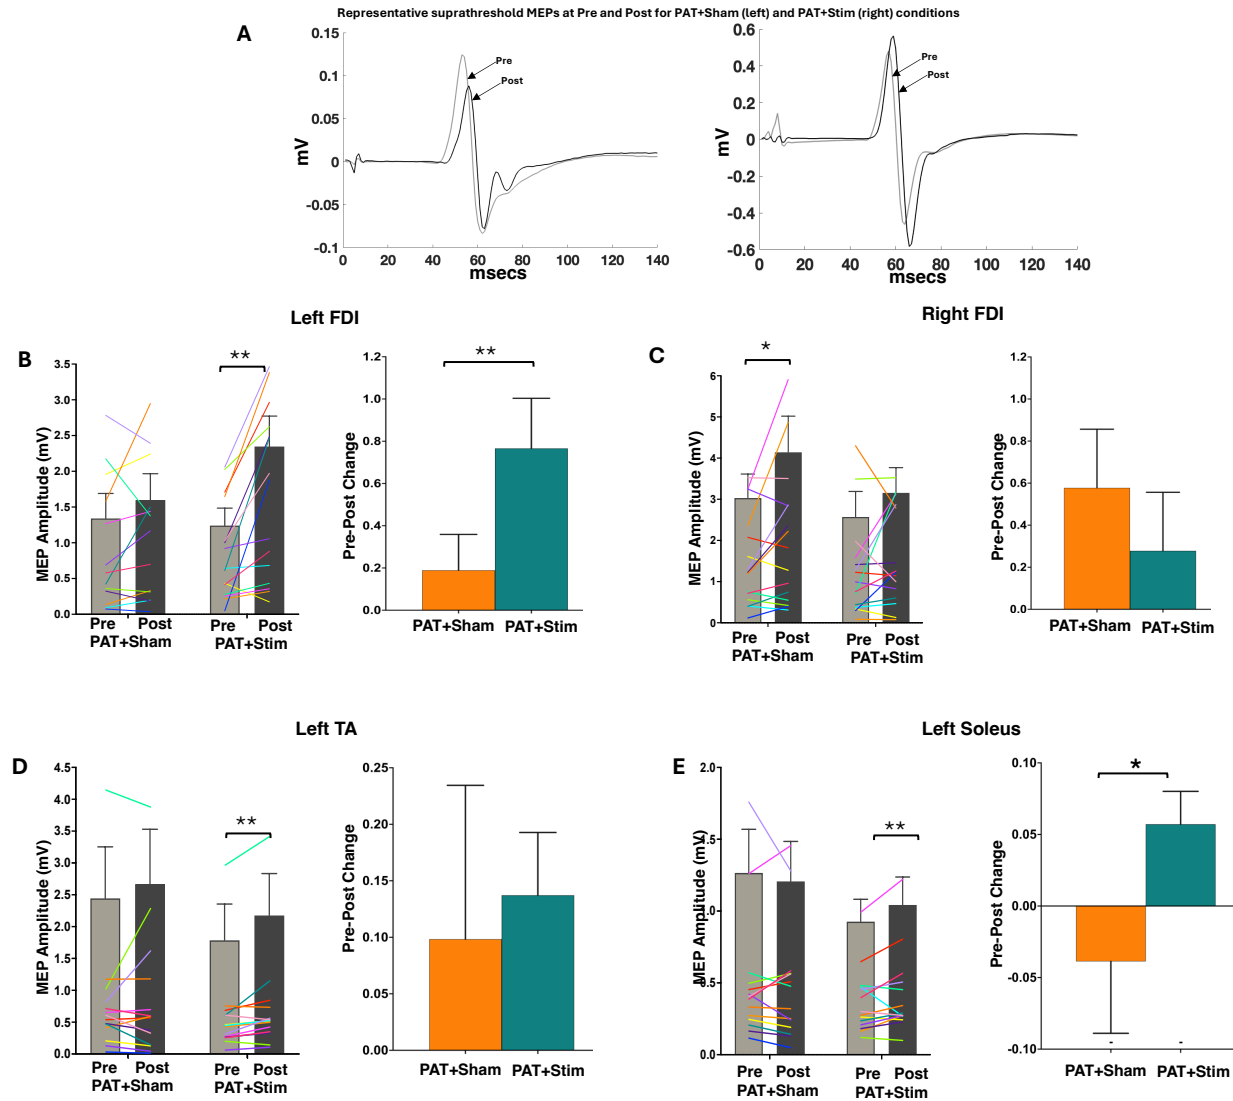 Representative suprathreshold MEPs at Pre and Post for PAT+Sham (left) and PAT+Stim (right) conditions
A
0.15
0.1
0.05
0
-0.05
-0.1
mV
Pre
Post
0 20 40 60 80 100 120 140
msecs
0.6
0.4
0.2
0
-0.2
-0.4
-0.6
mV
Pre
Post
0 20 40 60 80 100 120 140
msecs
Left FDI
B
3.5
3.0
2.5
2.0
1.5
1.0
0.5
0.0
MEP Amplitude (mV)
**
Pre Post Pre Post
PAT+Sham PAT+Stim
1.2
1.0
0.8
0.6
0.4
0.2
0.0
Pre-Post Change
**
PAT+Sham PAT+Stim
Right FDI
C
6
5
4
3
2
1
0
MEP Amplitude (mV)
*
Pre Post Pre Post
PAT+Sham PAT+Stim
1.2
1.0
0.8
0.6
0.4
0.2
0.0
Pre-Post Change
PAT+Sham PAT+Stim
Left TA
D
4.5
4.0
3.5
3.0
2.5
2.0
1.5
1.0
0.5
0.0
MEP Amplitude (mV)
**
Pre Post Pre Post
PAT+Sham PAT+Stim
0.25
0.20
0.15
0.10
0.05
0.00
Pre-Post Change
PAT+Sham PAT+Stim
Left Soleus
E
2.0
1.5
1.0
0.5
0.0
MEP Amplitude (mV)
**
Pre Post Pre Post
PAT+Sham PAT+Stim
0.10
0.05
0.00
-0.05
-0.10
Pre-Post Change
*
- -
PAT+Sham PAT+Stim